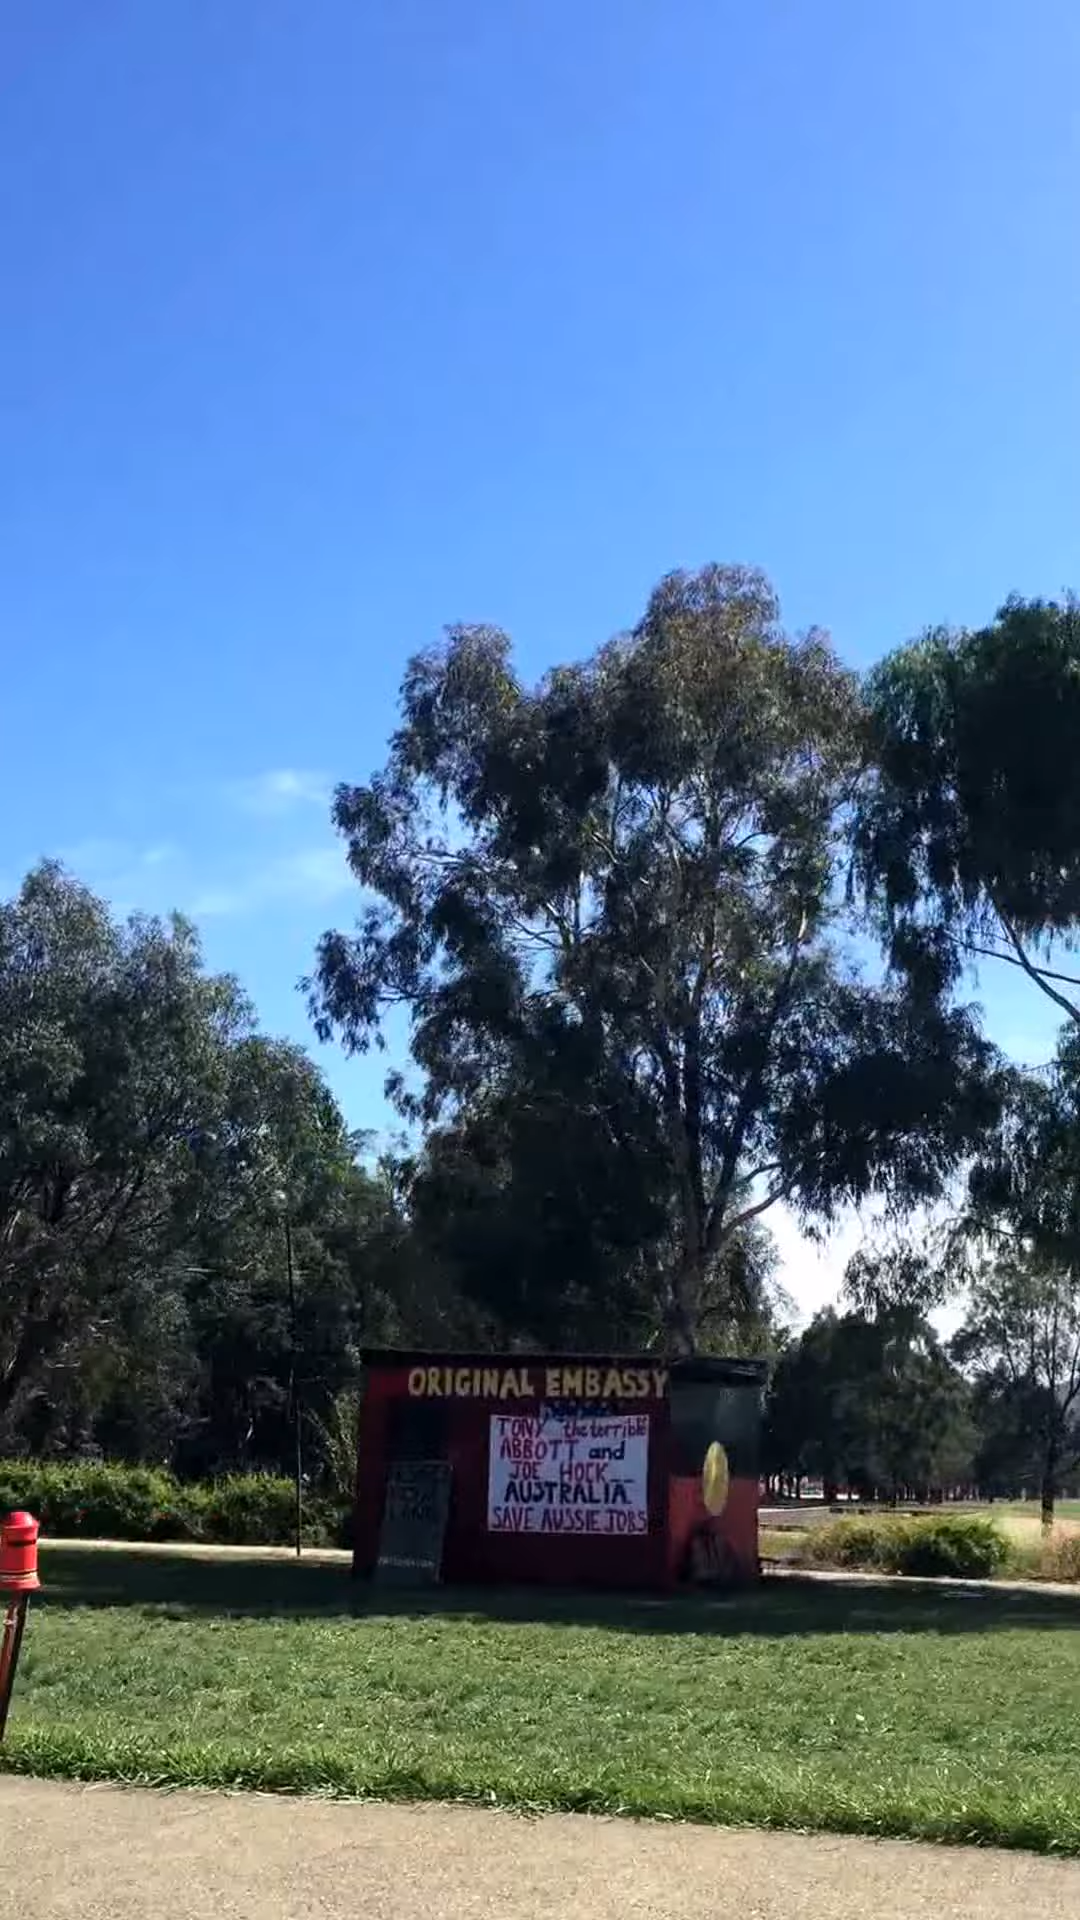 ORIGINAL EMBASSY
TONY the terrible
ABBOTT and
JOE HOCK
AUSTRALIA
SAVE AUSSIE JOBS